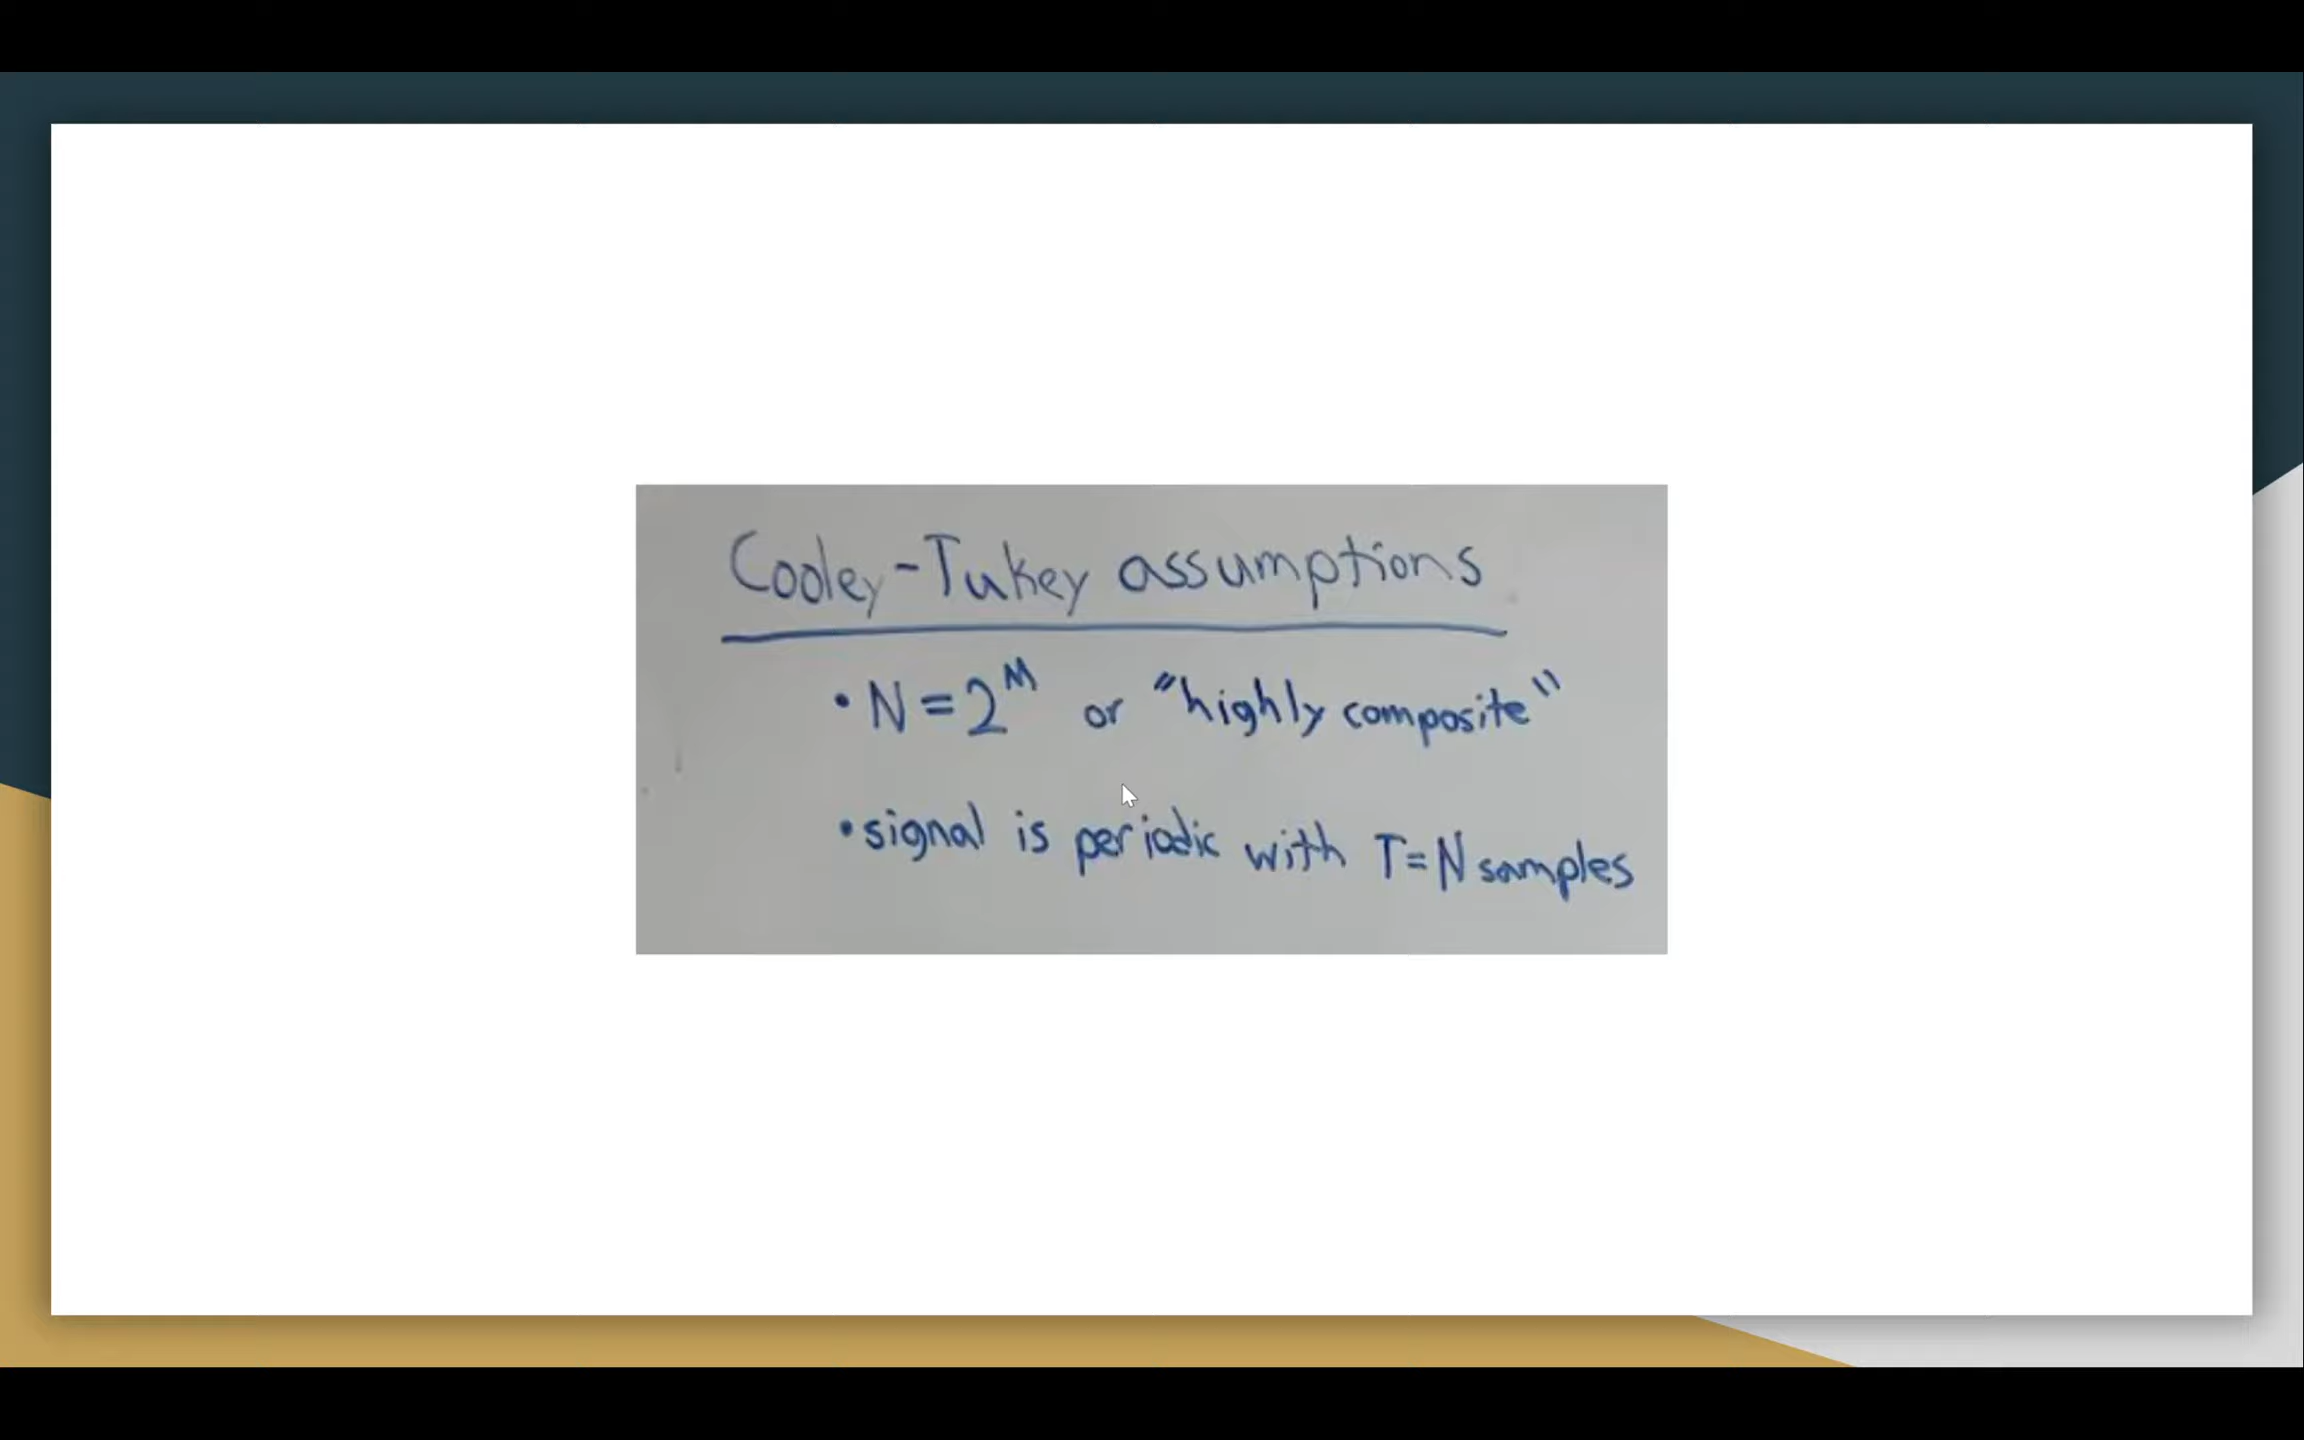 Cooley-Tukey assumptions
• N = 2^M or "highly composite"
• signal is periodic with T = N samples